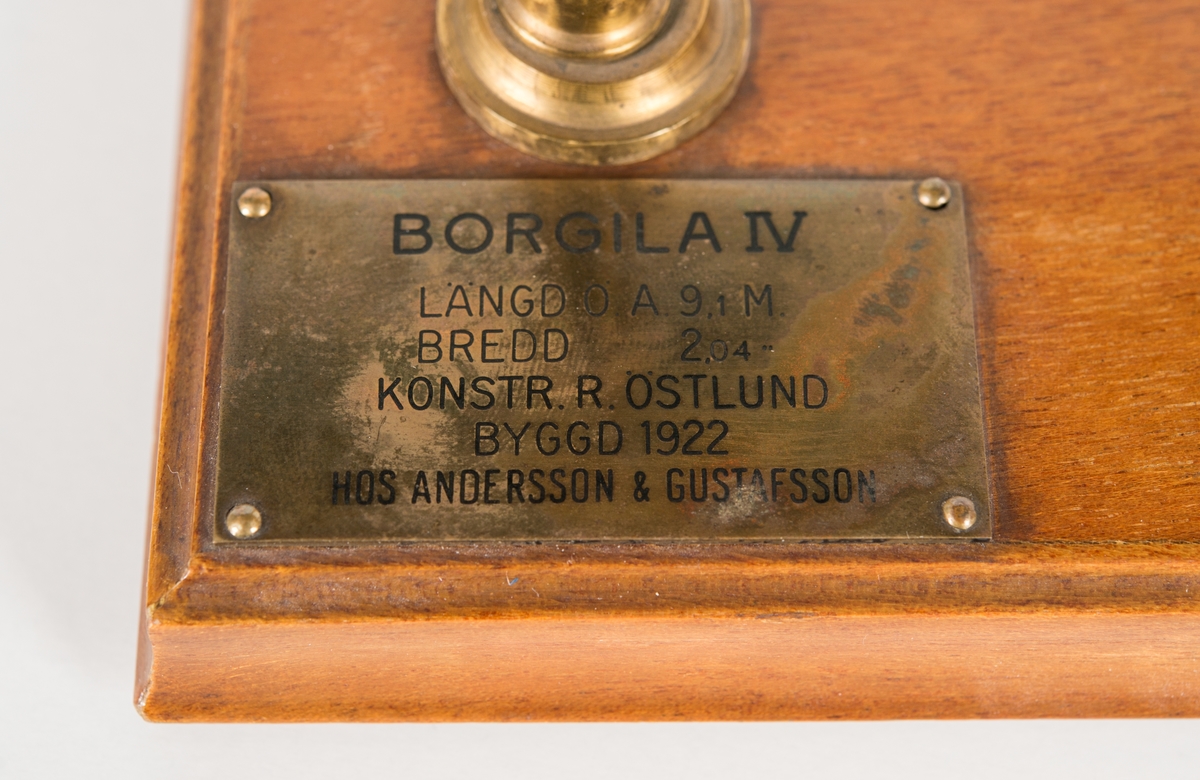 BORGILA IV
LÄNGD Ö A 9,1 M.
BREDD 2,04 "
KONSTR. R. ÖSTLUND
BYGGD 1922
HOS ANDERSSON & GUSTAFSSON